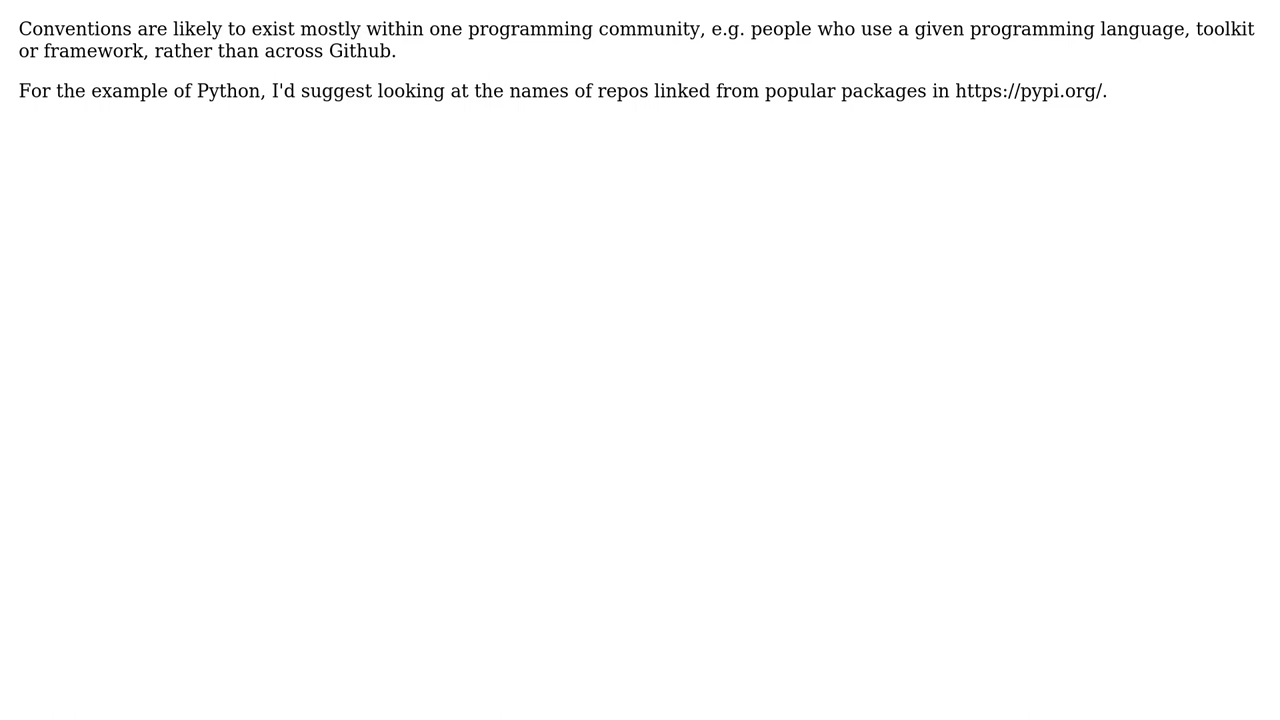 Conventions are likely to exist mostly within one programming community, e.g. people who use a given programming language, toolkit
or framework, rather than across Github.
For the example of Python, I'd suggest looking at the names of repos linked from popular packages in https://pypi.org/.